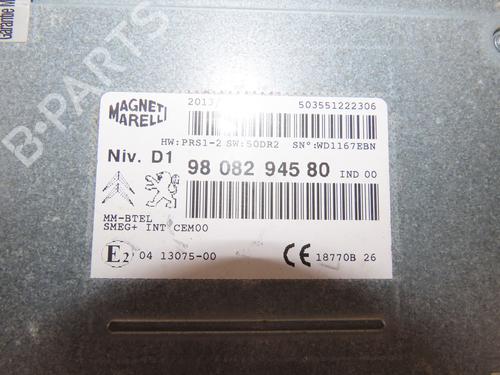 Garantie M
B-PARTS
MAGNETI MARELLI
2013/ 503551222306
HW:PRS1-2 SW:50DR2 SN°:WD1167EBN
Niv. D1 98 082 945 80 IND 00
MM-BTEL
SMEG+ INT CEM00
E2 04 13075-00 CE 18770B 26